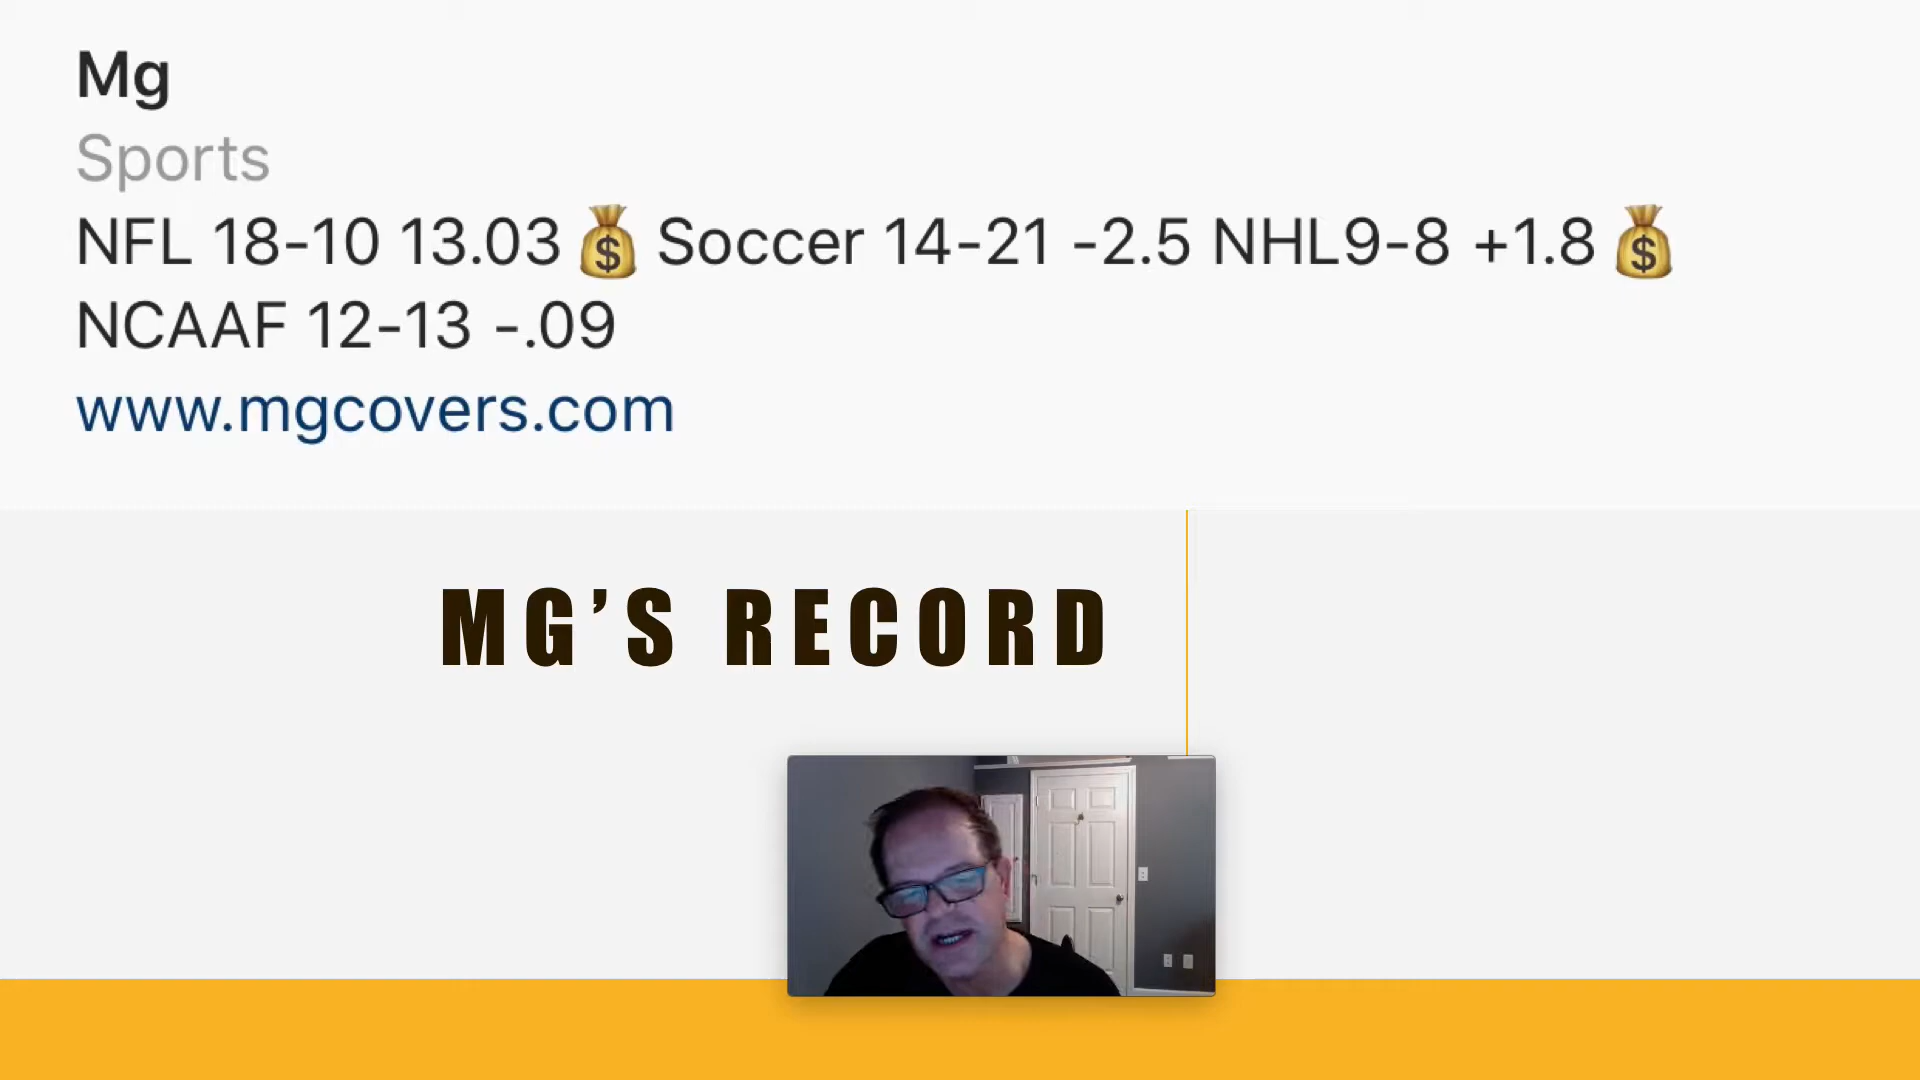 Mg
Sports
NFL 18-10 13.03💰 Soccer 14-21 -2.5 NHL9-8 +1.8💰
NCAAF 12-13 -.09
www.mgcovers.com
MG’S RECORD